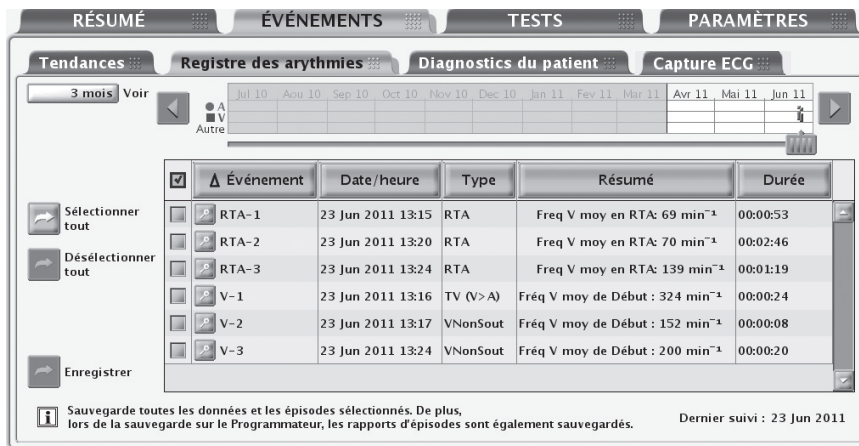 RÉSUMÉ ÉVÉNEMENTS TESTS PARAMÈTRES
Tendances Registre des arythmies Diagnostics du patient Capture ECG
3 mois Voir
Jul 10 Aou 10 Sep 10 Oct 10 Nov 10 Dec 10 Jan 11 Fev 11 Mar 11 Avr 11 Mai 11 Jun 11
A
V
Autre
Δ Événement Date/heure Type Résumé Durée
Sélectionner
tout
Désélectionner
tout
Enregistrer
RTA-1 23 Jun 2011 13:15 RTA Freq V moy en RTA: 69 min⁻¹ 00:00:53
RTA-2 23 Jun 2011 13:20 RTA Freq V moy en RTA: 70 min⁻¹ 00:02:46
RTA-3 23 Jun 2011 13:24 RTA Freq V moy en RTA: 139 min⁻¹ 00:01:19
V-1 23 Jun 2011 13:16 TV (V>A) Fréq V moy de Début : 324 min⁻¹ 00:00:24
V-2 23 Jun 2011 13:17 VNonSout Fréq V moy de Début : 152 min⁻¹ 00:00:08
V-3 23 Jun 2011 13:24 VNonSout Fréq V moy de Début : 200 min⁻¹ 00:00:20
i Sauvegarde toutes les données et les épisodes sélectionnés. De plus,
lors de la sauvegarde sur le Programmateur, les rapports d'épisodes sont également sauvegardés.
Dernier suivi : 23 Jun 2011